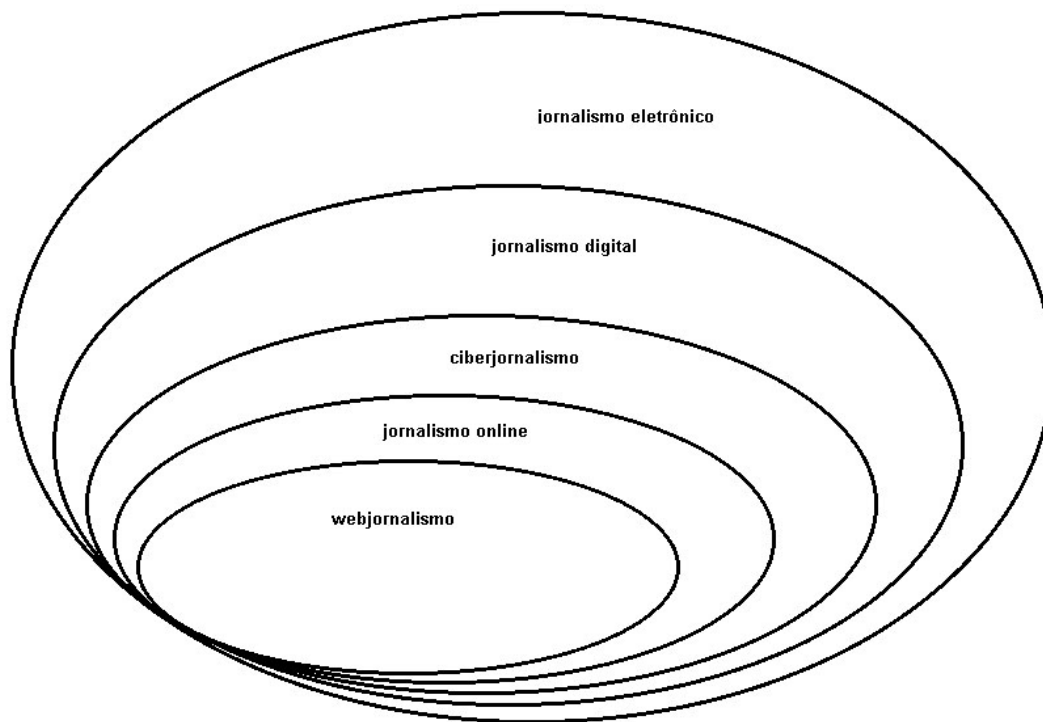 jornalismo eletrônico
jornalismo digital
ciberjornalismo
jornalismo online
webjornalismo